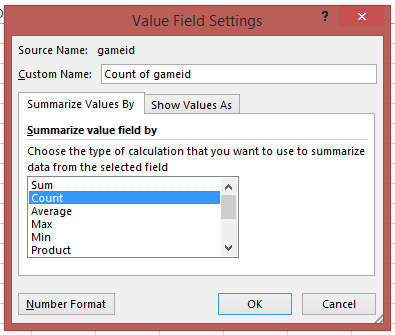 Value Field Settings
?
x
Source Name: gameid
Custom Name: Count of gameid
Summarize Values By
Show Values As
Summarize value field by
Choose the type of calculation that you want to use to summarize
data from the selected field
Sum
Count
Average
Max
Min
Product
Number Format
OK
Cancel